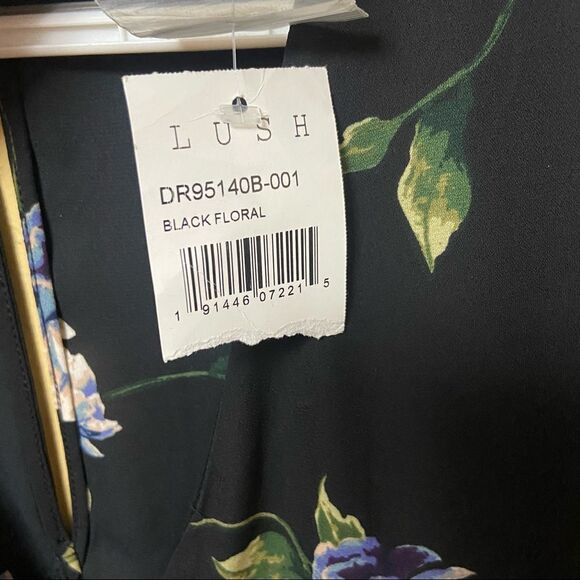 LUSH
DR95140B-001
BLACK FLORAL
1 91446 07221 5